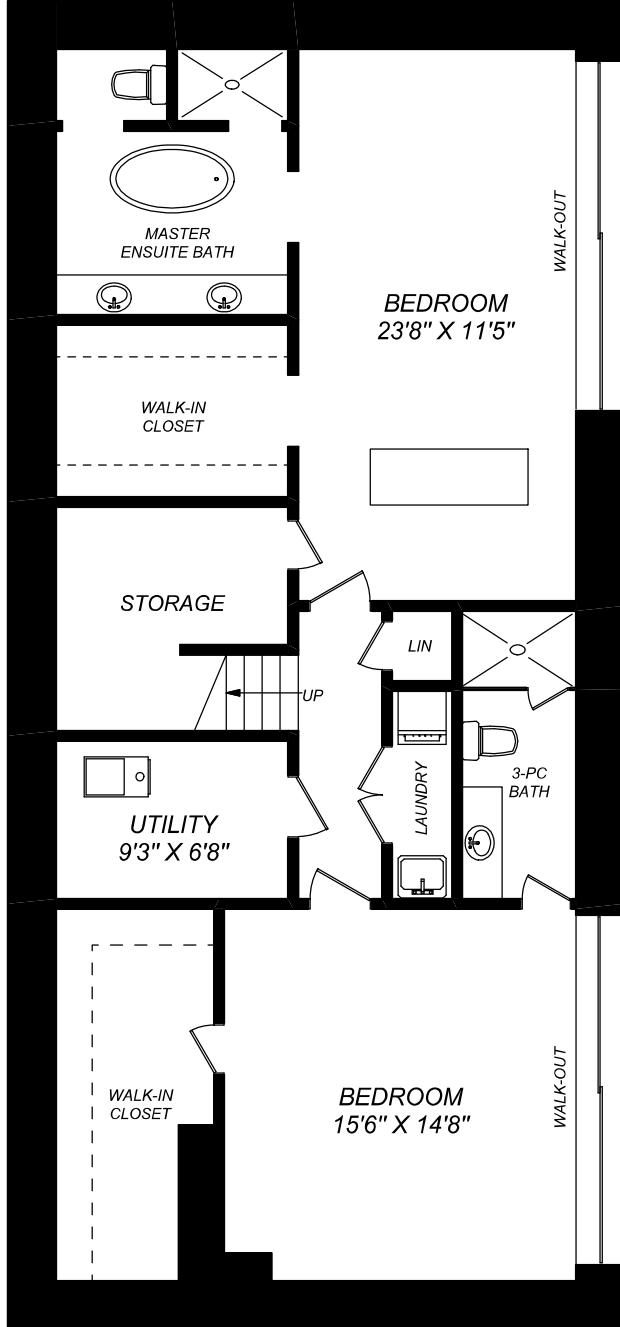 MASTER
ENSUITE BATH
WALK-OUT
BEDROOM
23'8" X 11'5"
WALK-IN
CLOSET
STORAGE
LIN
UP
LAUNDRY
3-PC
BATH
UTILITY
9'3" X 6'8"
WALK-IN
CLOSET
BEDROOM
15'6" X 14'8"
WALK-OUT